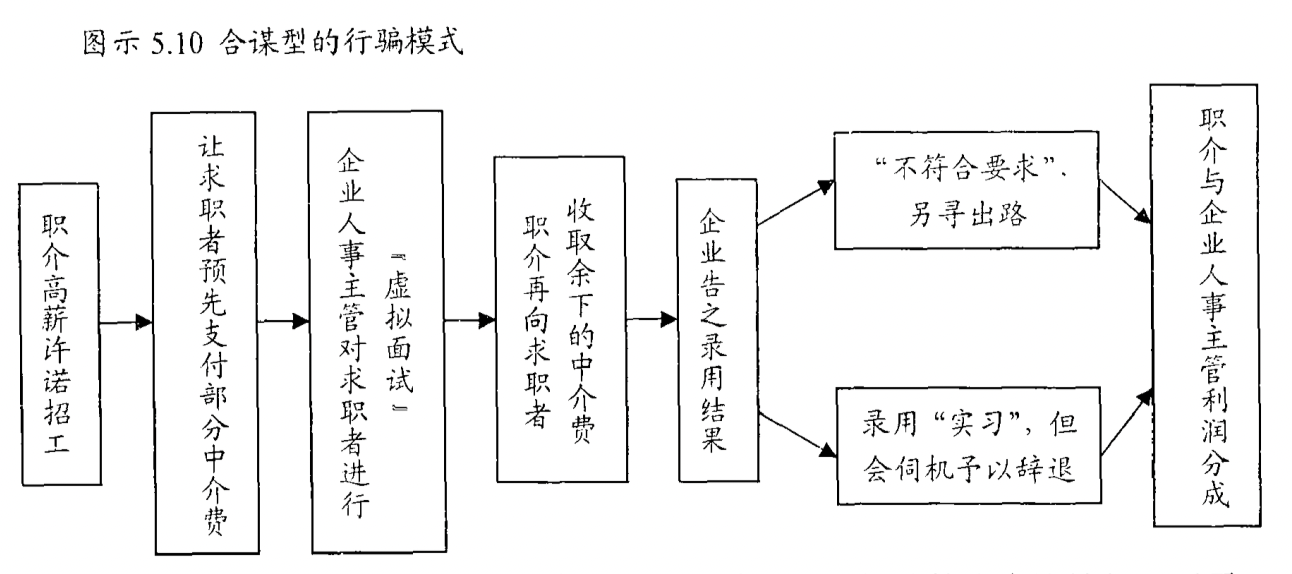 图示 5.10 合谋型的行骗模式
职介高薪许诺招工
让求职者预先支付部分中介费
企业人事主管对求职者进行
『虚拟面试』
职介再向求职者
收取余下的中介费
企业告之录用结果
“不符合要求”.
另寻出路
录用“实习”, 但
会伺机予以辞退
职介与企业人事主管利润分成